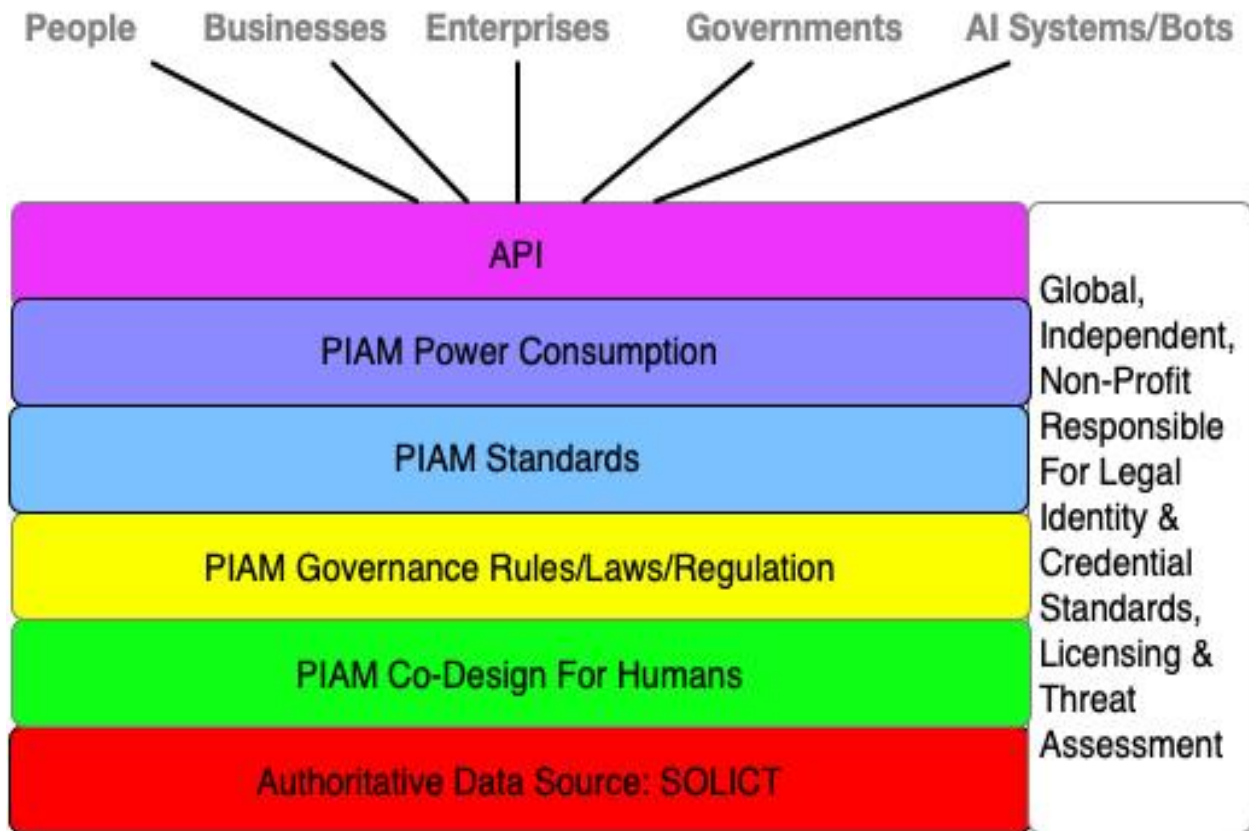 People Businesses Enterprises Governments AI Systems/Bots
API
PIAM Power Consumption
PIAM Standards
PIAM Governance Rules/Laws/Regulation
PIAM Co-Design For Humans
Authoritative Data Source: SOLICT
Global,
Independent,
Non-Profit
Responsible
For Legal
Identity &
Credential
Standards,
Licensing &
Threat
Assessment